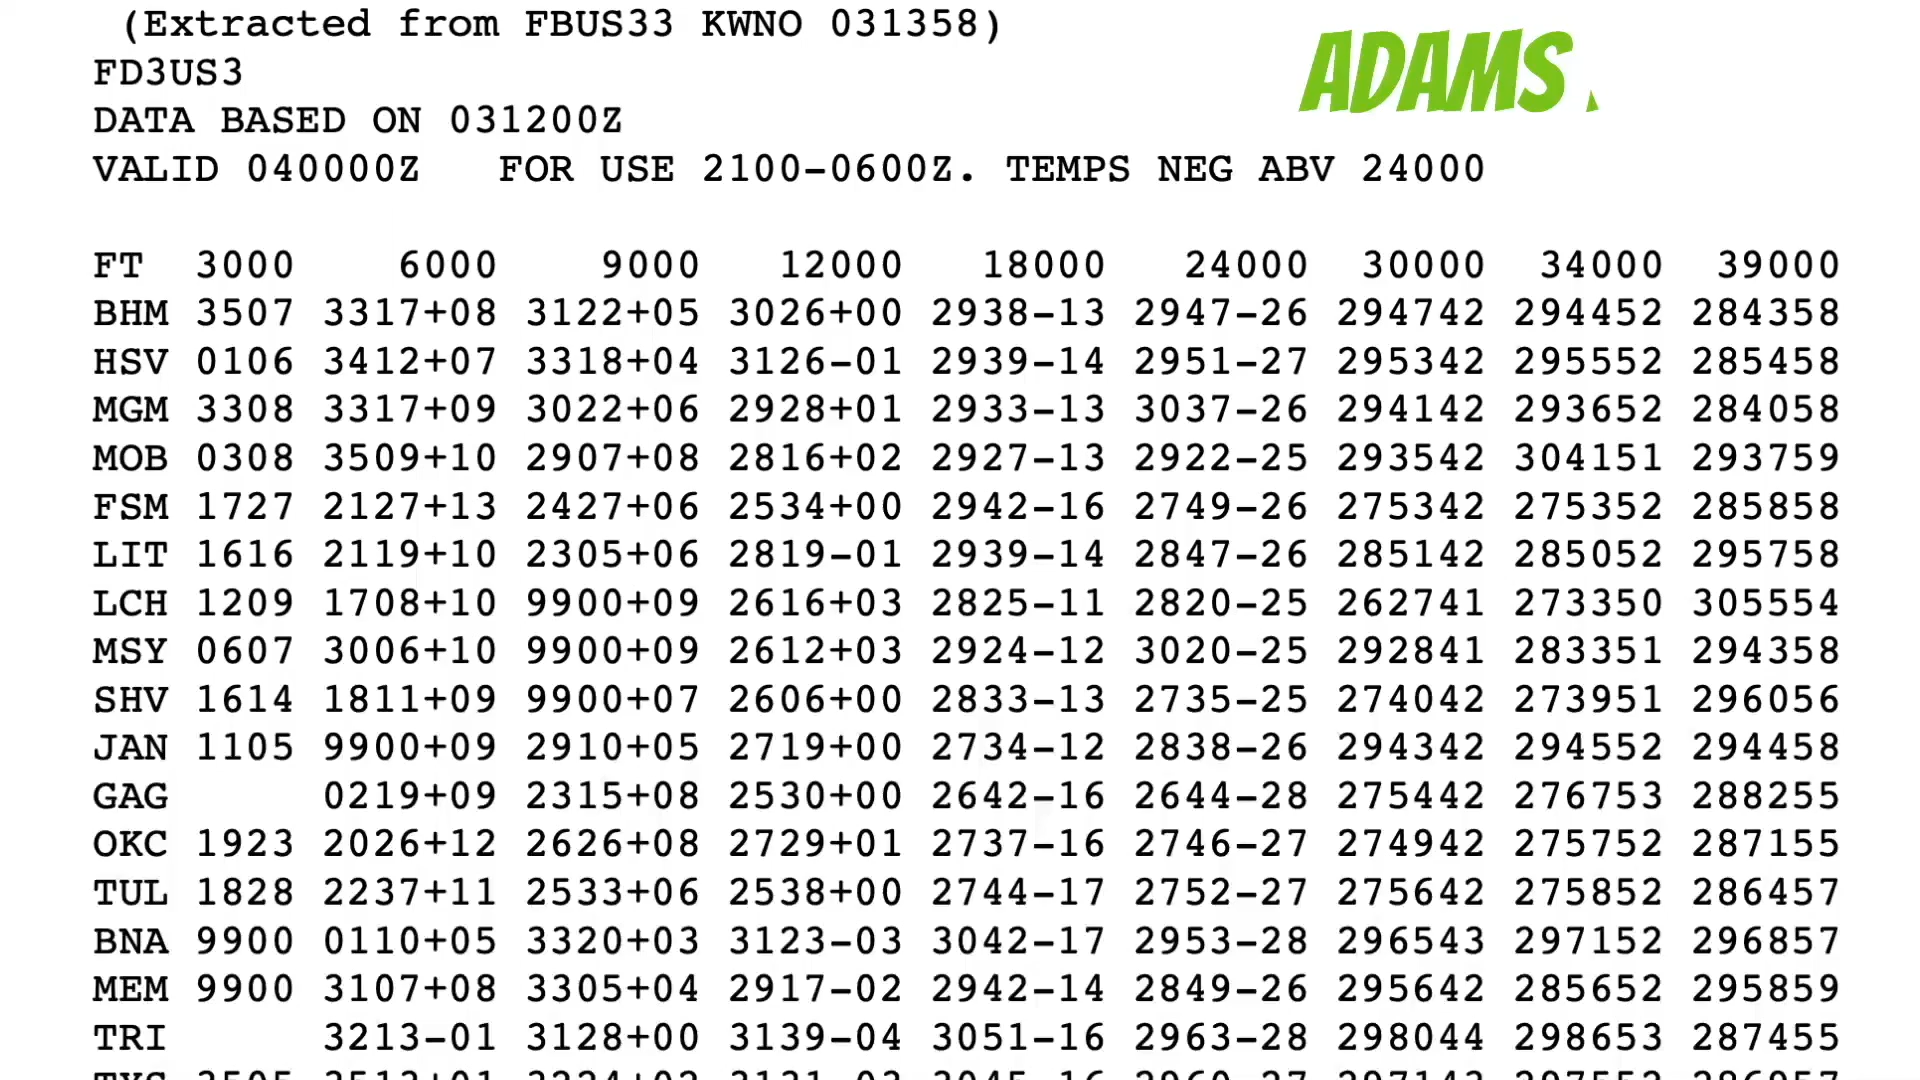 (Extracted from FBUS33 KWNO 031358)
ADAMS
FD3US3
DATA BASED ON 031200Z
VALID 040000Z   FOR USE 2100-0600Z. TEMPS NEG ABV 24000
FT  3000    6000    9000   12000   18000   24000  30000  34000  39000
BHM 3507 3317+08 3122+05 3026+00 2938-13 2947-26 294742 294452 284358
HSV 0106 3412+07 3318+04 3126-01 2939-14 2951-27 295342 295552 285458
MGM 3308 3317+09 3022+06 2928+01 2933-13 3037-26 294142 293652 284058
MOB 0308 3509+10 2907+08 2816+02 2927-13 2922-25 293542 304151 293759
FSM 1727 2127+13 2427+06 2534+00 2942-16 2749-26 275342 275352 285858
LIT 1616 2119+10 2305+06 2819-01 2939-14 2847-26 285142 285052 295758
LCH 1209 1708+10 9900+09 2616+03 2825-11 2820-25 262741 273350 305554
MSY 0607 3006+10 9900+09 2612+03 2924-12 3020-25 292841 283351 294358
SHV 1614 1811+09 9900+07 2606+00 2833-13 2735-25 274042 273951 296056
JAN 1105 9900+09 2910+05 2719+00 2734-12 2838-26 294342 294552 294458
GAG      0219+09 2315+08 2530+00 2642-16 2644-28 275442 276753 288255
OKC 1923 2026+12 2626+08 2729+01 2737-16 2746-27 274942 275752 287155
TUL 1828 2237+11 2533+06 2538+00 2744-17 2752-27 275642 275852 286457
BNA 9900 0110+05 3320+03 3123-03 3042-17 2953-28 296543 297152 296857
MEM 9900 3107+08 3305+04 2917-02 2942-14 2849-26 295642 285652 295859
TRI      3213-01 3128+00 3139-04 3051-16 2963-28 298044 298653 287455